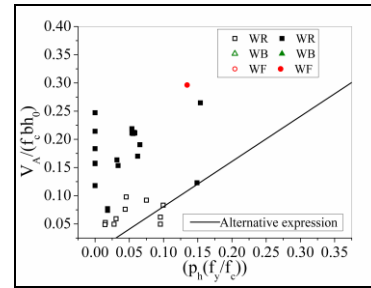 WR WR
WB WB
WF WF
0.40
0.35
0.30
0.25
0.20
0.15
0.10
0.05
V_A/(f_c bh_0)
Alternative expression
0.00 0.05 0.10 0.15 0.20 0.25 0.30 0.35
(p_h(f_y/f_c))